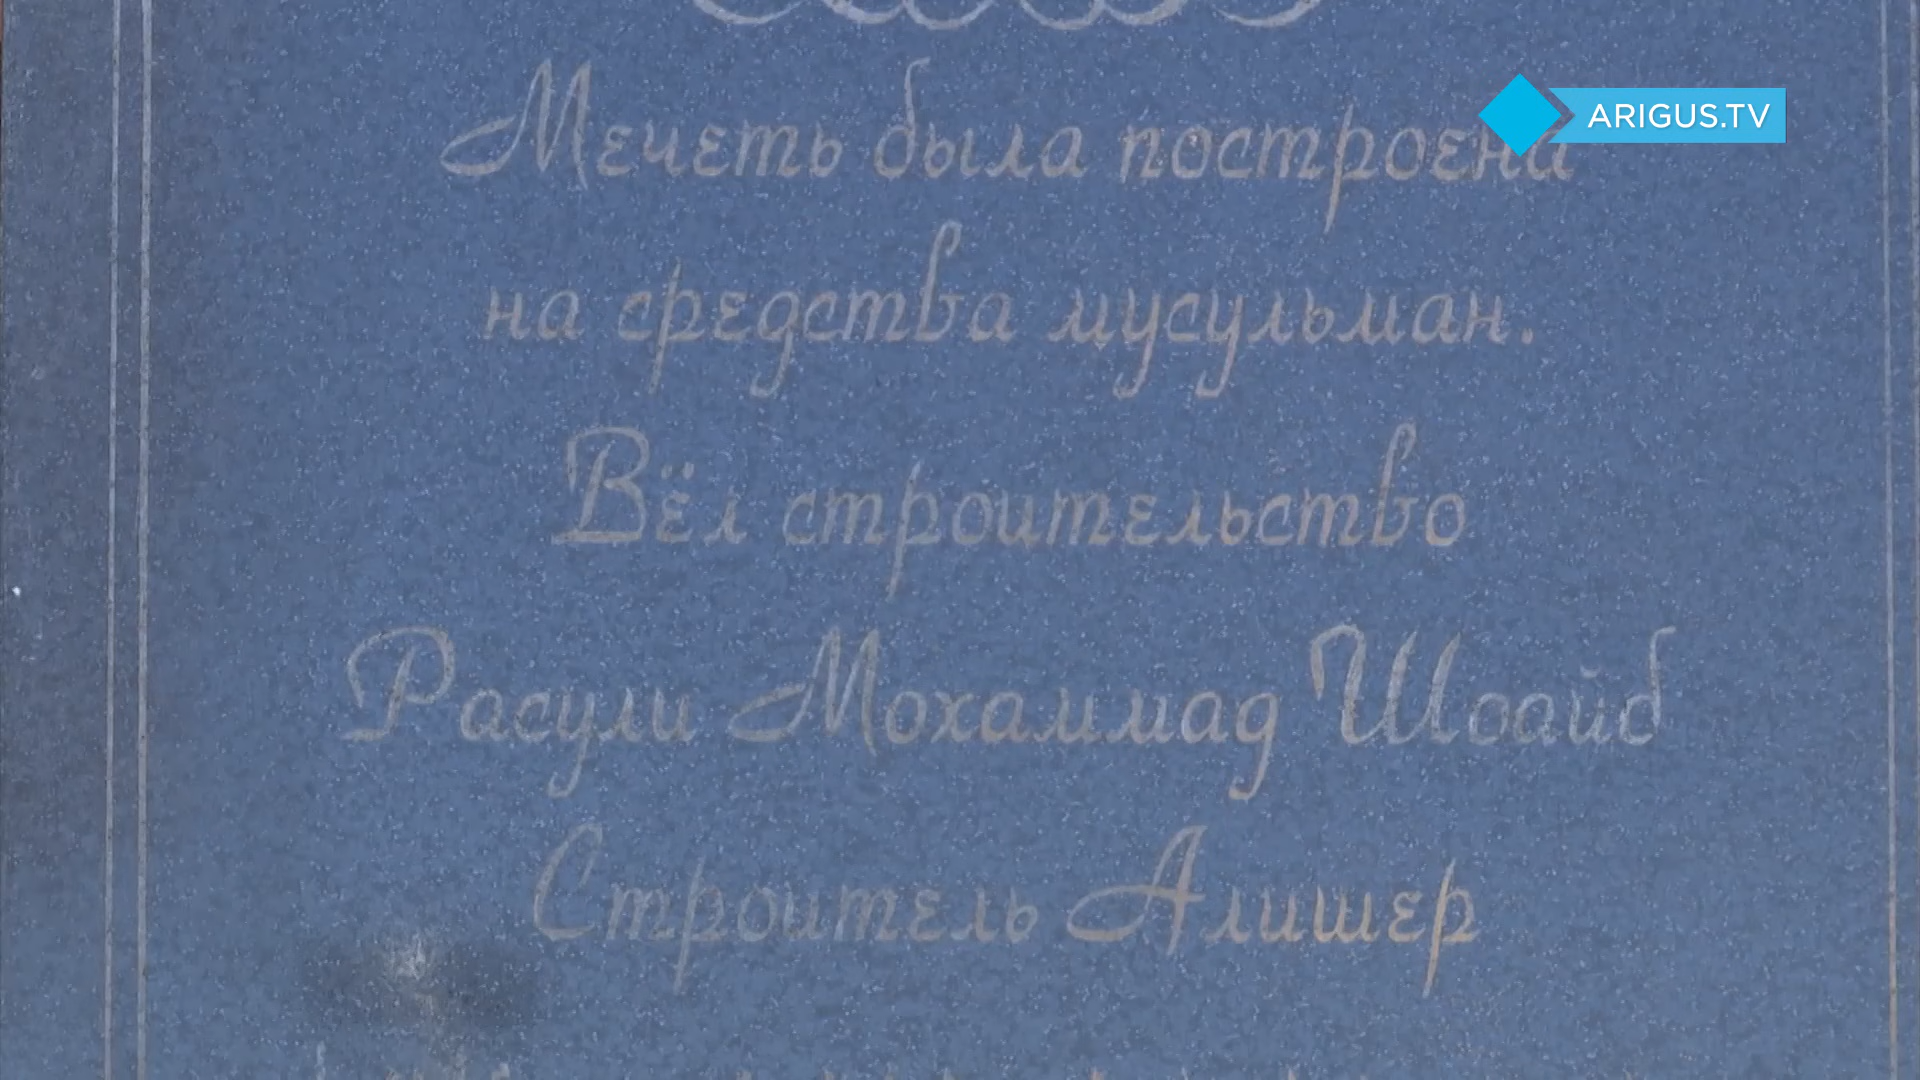 ARIGUS.TV
Мечеть была построена
на средства мусульман.
Вёл строительство
Расули Мохаммад Шоайб
Строитель Алишер